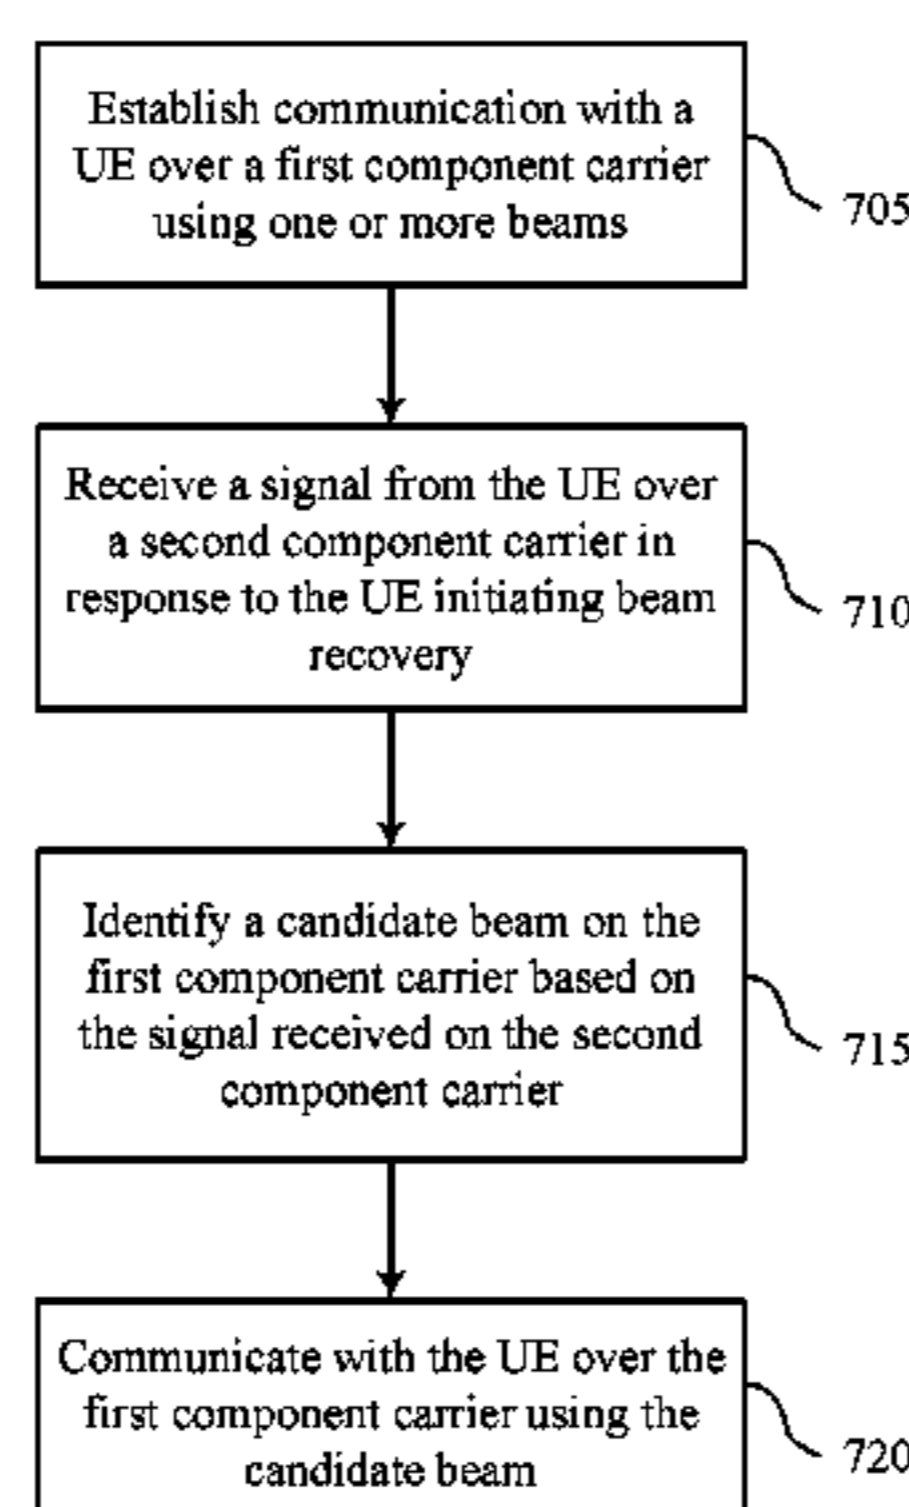 Establish communication with a
UE over a first component carrier
using one or more beams
705
Receive a signal from the UE over
a second component carrier in
response to the UE initiating beam
recovery
710
Identify a candidate beam on the
first component carrier based on
the signal received on the second
component carrier
715
Communicate with the UE over the
first component carrier using the
candidate beam
720